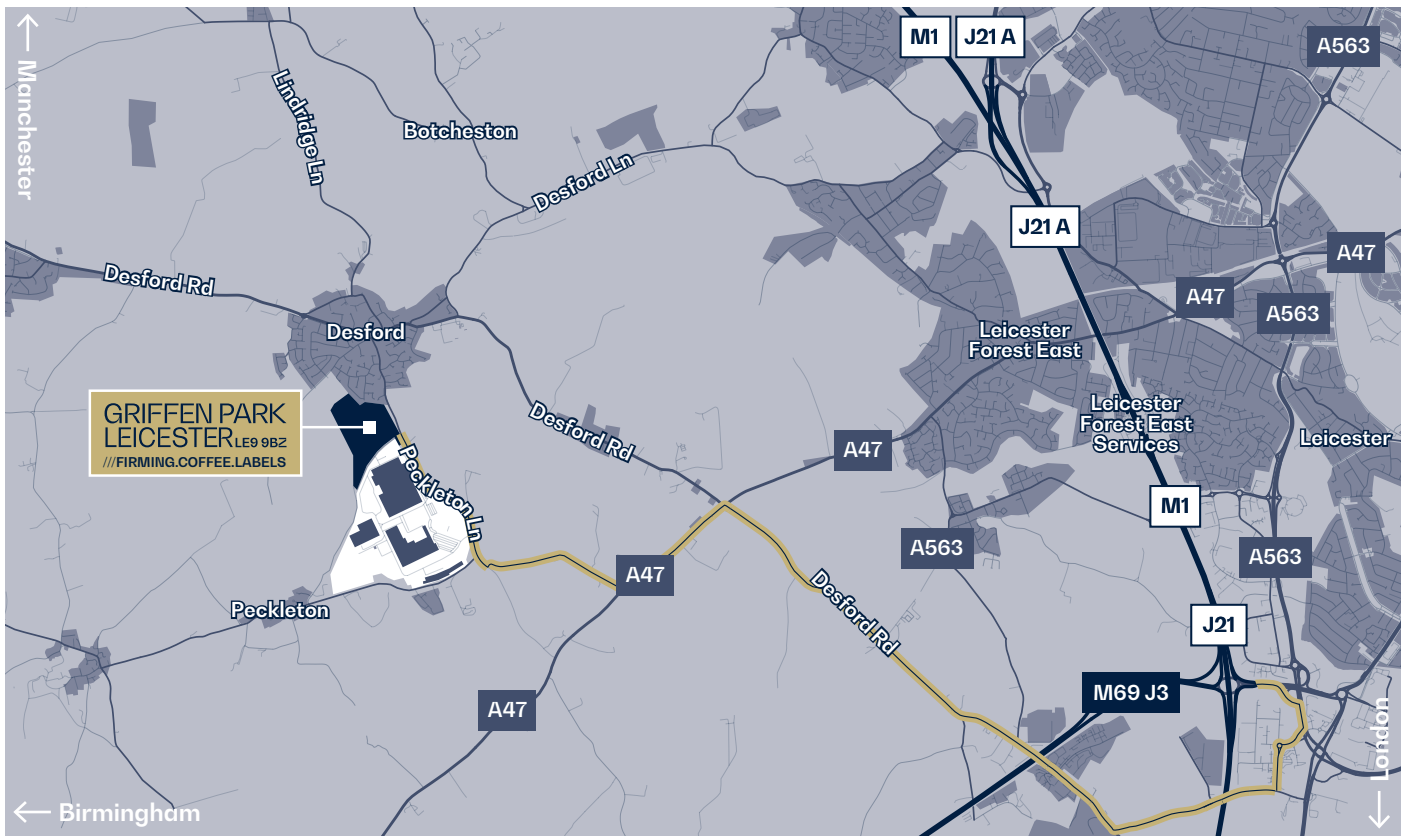 M1
J21 A
A563
Manchester
Lindridge Ln
Botcheston
Desford Ln
J21 A
A47
Desford Rd
A47
A563
Desford
Leicester
Forest East
GRIFFEN PARK
LEICESTER LE9 9BZ
///FIRMING.COFFEE.LABELS
Desford Rd
Leicester
Forest East
Services
Leicester
A47
Peckleton Ln
M1
A563
A563
A47
Desford Rd
Peckleton
J21
M69 J3
A47
London
Birmingham